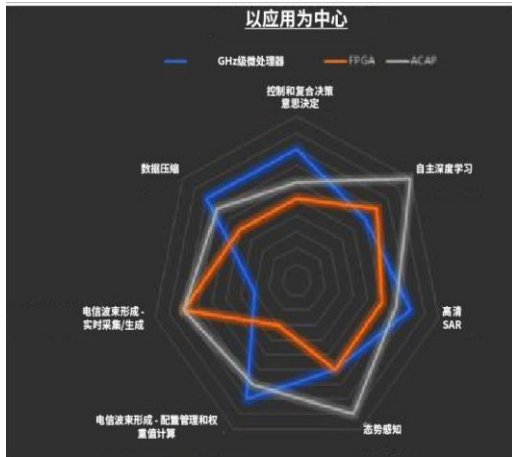 以应用为中心
GHz级微处理器
FPGA
ACAP
控制和复合决策
意思決定
数据压缩
自主深度学习
电信波束形成 -
实时采集/生成
高清
SAR
电信波束形成 - 配置管理和权
重值计算
态势感知